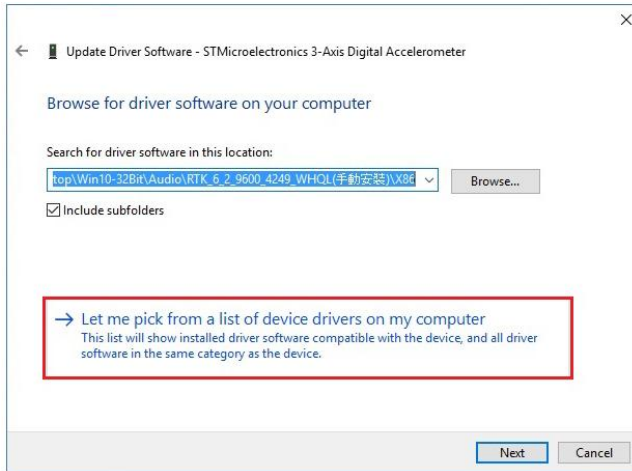 Update Driver Software - STMicroelectronics 3-Axis Digital Accelerometer
Browse for driver software on your computer
Search for driver software in this location:
top\Win10-32Bit\Audio\RTK_6_2_9600_4249_WHQL(手動安裝)\X86
Browse...
Include subfolders
Let me pick from a list of device drivers on my computer
This list will show installed driver software compatible with the device, and all driver
software in the same category as the device.
Next
Cancel